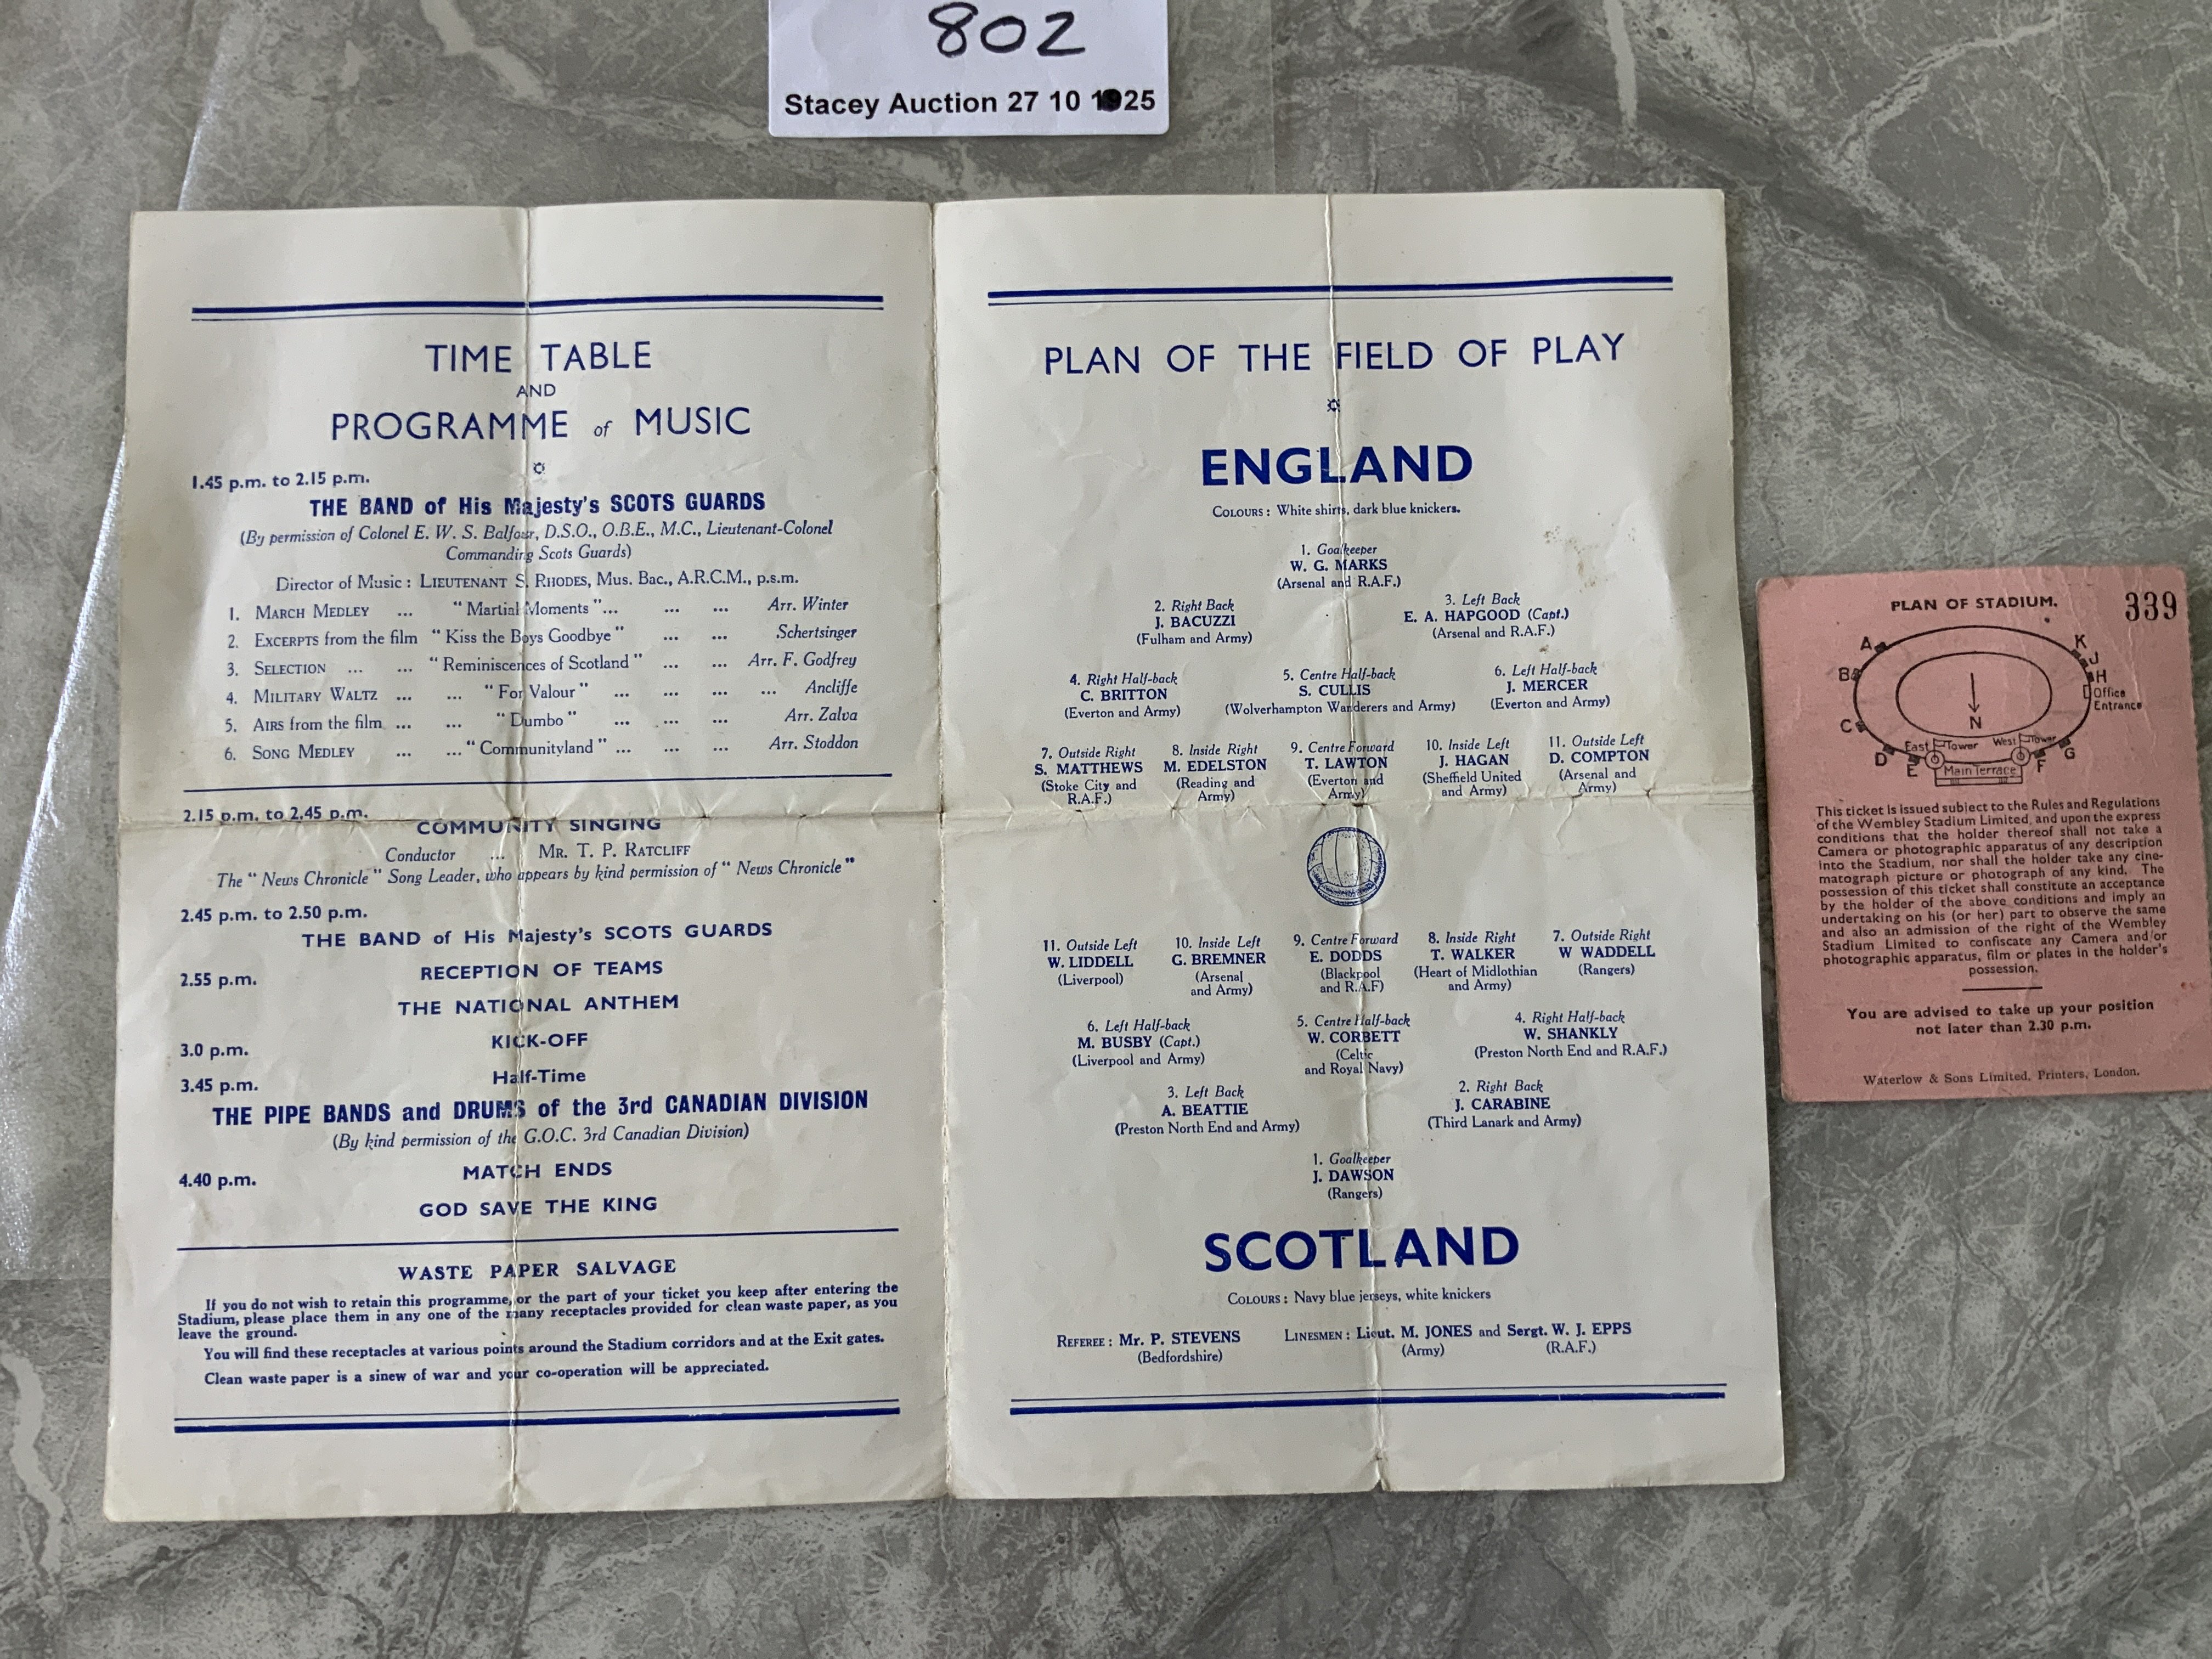 802
Stacey Auction 27 10 1925
TIME TABLE
AND
PROGRAMME of MUSIC
1.45 p.m. to 2.15 p.m.
THE BAND of His Majesty's SCOTS GUARDS
(By permission of Colonel E. W. S. Balfour, D.S.O., O.B.E., M.C., Lieutenant-Colonel
Commanding Scots Guards)
Director of Music : LIEUTENANT S. RHODES, Mus. Bac., A.R.C.M., p.s.m.
1. MARCH MEDLEY ... "Martial Moments"... ... ... Arr. Winter
2. EXCERPTS from the film "Kiss the Boys Goodbye" ... ... Schertsinger
3. SELECTION ... ... "Reminiscences of Scotland" ... ... Arr. F. Godfrey
4. MILITARY WALTZ ... ... "For Valour" ... ... ... ... Ancliffe
5. AIRS from the film ... ... "Dumbo" ... ... ... Arr. Zalva
6. SONG MEDLEY ... ..."Communityland" ... ... ... Arr. Stoddon
2.15 p.m. to 2.45 p.m.
COMMUNITY SINGING
Conductor ... MR. T. P. RATCLIFF
The "News Chronicle" Song Leader, who appears by kind permission of "News Chronicle"
2.45 p.m. to 2.50 p.m.
THE BAND of His Majesty's SCOTS GUARDS
2.55 p.m. RECEPTION OF TEAMS
THE NATIONAL ANTHEM
3.0 p.m. KICK-OFF
3.45 p.m. Half-Time
THE PIPE BANDS and DRUMS of the 3rd CANADIAN DIVISION
(By kind permission of the G.O.C. 3rd Canadian Division)
4.40 p.m. MATCH ENDS
GOD SAVE THE KING
WASTE PAPER SALVAGE
If you do not wish to retain this programme, or the part of your ticket you keep after entering the
Stadium, please place them in any one of the many receptacles provided for clean waste paper, as you
leave the ground.
You will find these receptacles at various points around the Stadium corridors and at the Exit gates.
Clean waste paper is a sinew of war and your co-operation will be appreciated.
PLAN OF THE FIELD OF PLAY
ENGLAND
COLOURS : White shirts, dark blue knickers.
1. Goalkeeper
W. G. MARKS
(Arsenal and R.A.F.)
2. Right Back
J. BACUZZI
(Fulham and Army)
3. Left Back
E. A. HAPGOOD (Capt.)
(Arsenal and R.A.F.)
4. Right Half-back
C. BRITTON
(Everton and Army)
5. Centre Half-back
S. CULLIS
(Wolverhampton Wanderers and Army)
6. Left Half-back
J. MERCER
(Everton and Army)
7. Outside Right
S. MATTHEWS
(Stoke City and
R.A.F.)
8. Inside Right
M. EDELSTON
(Reading and
Army)
9. Centre Forward
T. LAWTON
(Everton and
Army)
10. Inside Left
J. HAGAN
(Sheffield United
and Army)
11. Outside Left
D. COMPTON
(Arsenal and
Army)
11. Outside Left
W. LIDDELL
(Liverpool)
10. Inside Left
G. BREMNER
(Arsenal
and Army)
9. Centre Forward
E. DODDS
(Blackpool
and R.A.F)
8. Inside Right
T. WALKER
(Heart of Midlothian
and Army)
7. Outside Right
W WADDELL
(Rangers)
6. Left Half-back
M. BUSBY (Capt.)
(Liverpool and Army)
5. Centre Half-back
W. CORBETT
(Celtic
and Royal Navy)
4. Right Half-back
W. SHANKLY
(Preston North End and R.A.F.)
3. Left Back
A. BEATTIE
(Preston North End and Army)
2. Right Back
J. CARABINE
(Third Lanark and Army)
1. Goalkeeper
J. DAWSON
(Rangers)
SCOTLAND
COLOURS : Navy blue jerseys, white knickers
REFEREE : Mr. P. STEVENS
(Bedfordshire)
LINESMEN : Lieut. M. JONES and Sergt. W. J. EPPS
(Army) (R.A.F.)
PLAN OF STADIUM. 339
A
B
C
D
E
F
G
K
J
H
Office
Entrance
N
East Tower West Tower
Main Terrace
This ticket is issued subject to the Rules and Regulations
of the Wembley Stadium Limited, and upon the express
conditions that the holder thereof shall not take a
Camera or photographic apparatus of any description
into the Stadium, nor shall the holder take any cine-
matograph picture or photograph of any kind. The
possession of this ticket shall constitute an acceptance
by the holder of the above conditions and imply an
undertaking on his (or her) part to observe the same
and also an admission of the right of the Wembley
Stadium Limited to confiscate any Camera and/or
photographic apparatus, film or plates in the holder's
possession.
You are advised to take up your position
not later than 2.30 p.m.
Waterlow & Sons Limited, Printers, London.